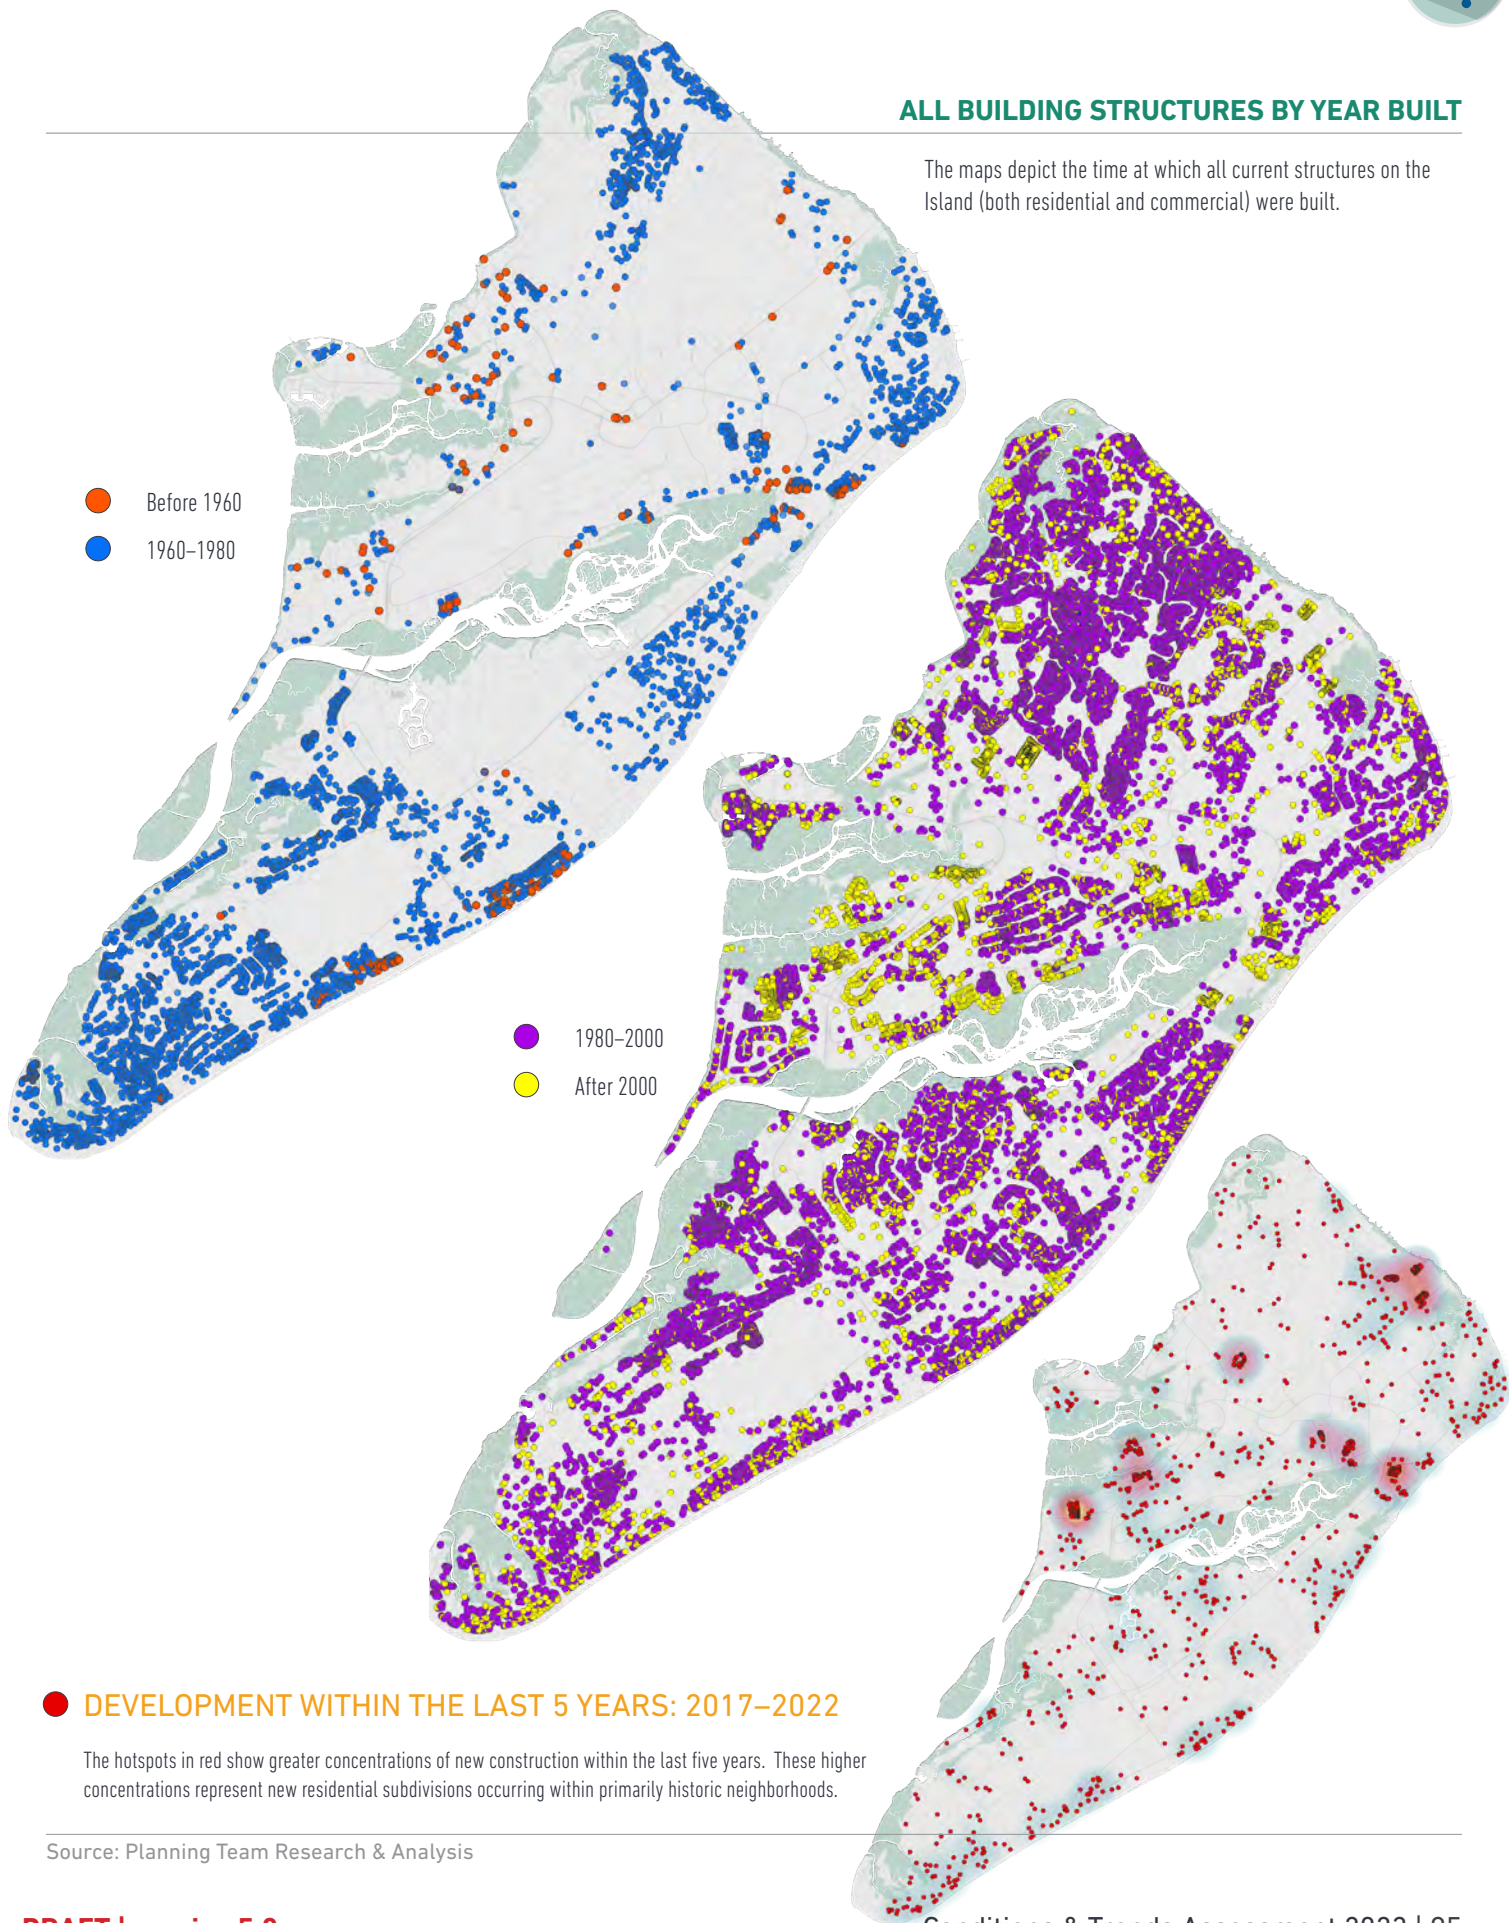 ALL BUILDING STRUCTURES BY YEAR BUILT
The maps depict the time at which all current structures on the
Island (both residential and commercial) were built.
Before 1960
1960–1980
1980–2000
After 2000
DEVELOPMENT WITHIN THE LAST 5 YEARS: 2017–2022
The hotspots in red show greater concentrations of new construction within the last five years. These higher
concentrations represent new residential subdivisions occurring within primarily historic neighborhoods.
Source: Planning Team Research & Analysis
Conditions & Trends Assessment